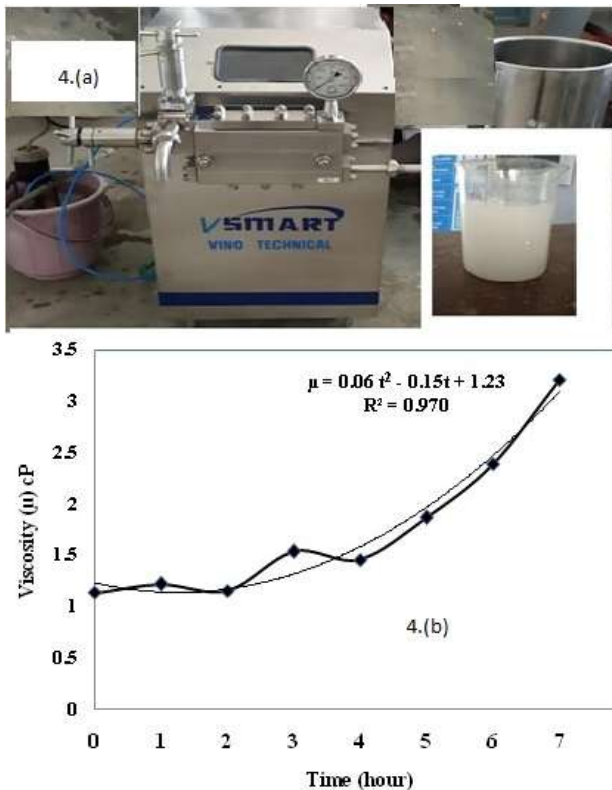 4.(a)
VSMART
WINO TECHNICAL
3.5
3
2.5
2
1.5
1
0.5
0
Viscosity (µ) cP
µ = 0.06 t² - 0.15t + 1.23
R² = 0.970
4.(b)
0 1 2 3 4 5 6 7
Time (hour)